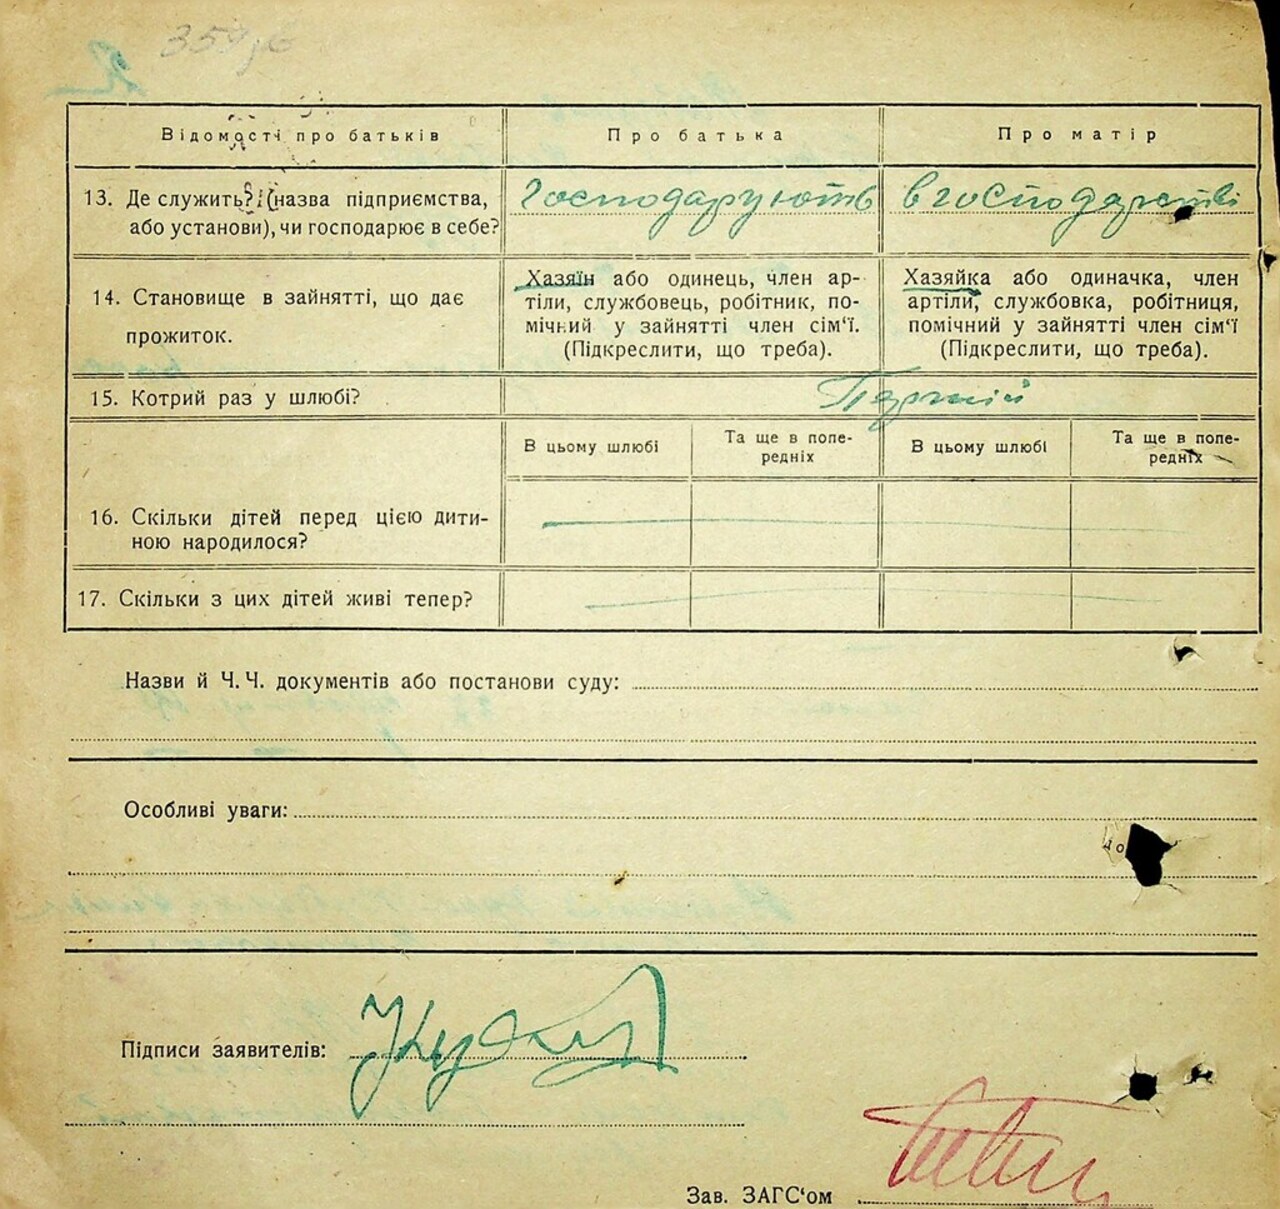 Відомості про батьків
Про батька
Про матір
13. Де служить? (назва підприємства,
або установи), чи господарює в себе?
Господарують
в господарстві
14. Становище в зайнятті, що дає
прожиток.
Хазяїн або одинець, член ар-
тіли, службовець, робітник, по-
мічний у зайнятті член сім‘ї.
(Підкреслити, що треба).
Хазяйка або одиначка, член
артіли, службовка, робітниця,
помічний у зайнятті член сім‘ї
(Підкреслити, що треба).
15. Котрий раз у шлюбі?
Перший
В цьому шлюбі
Та ще в попе-
редніх
В цьому шлюбі
Та ще в попе-
редніх
16. Скільки дітей перед цією дити-
ною народилося?
17. Скільки з цих дітей живі тепер?
Назви й Ч. Ч. документів або постанови суду:
Особливі уваги:
Підписи заявителів:
Зав. ЗАГС‘ом